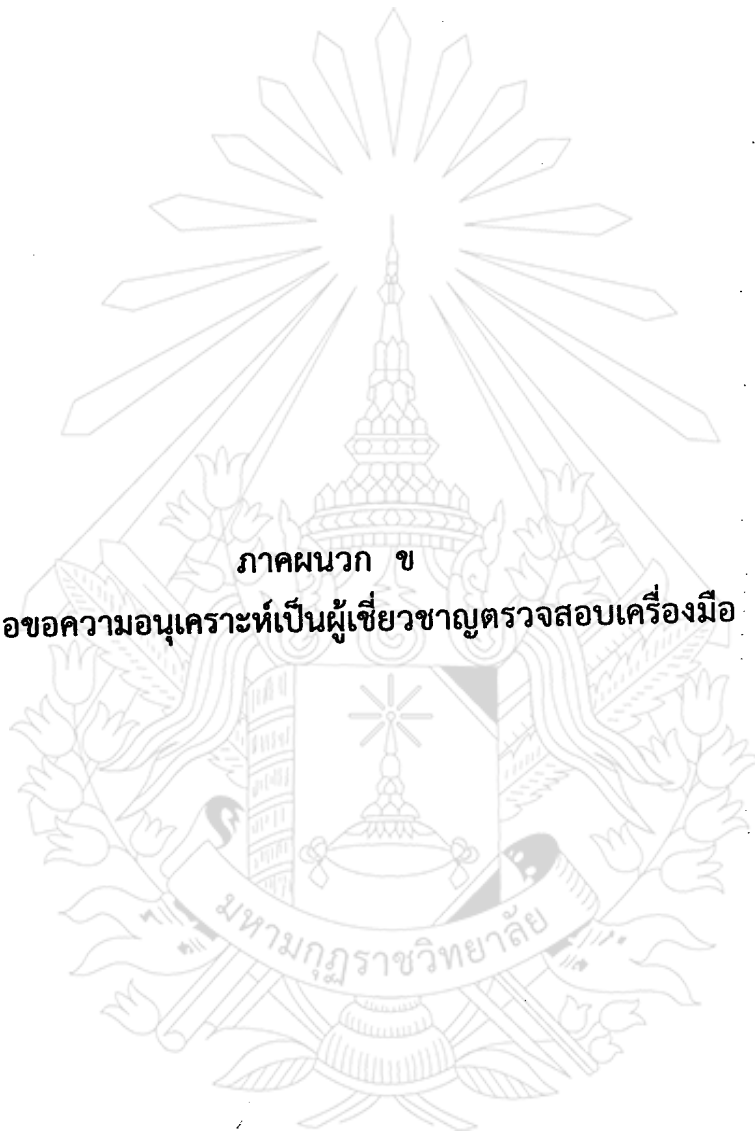 ภาคผนวก ข
อขอความอนุเคราะห์เป็นผู้เชี่ยวชาญตรวจสอบเครื่องมือ
มหามกุฏราชวิทยาลัย